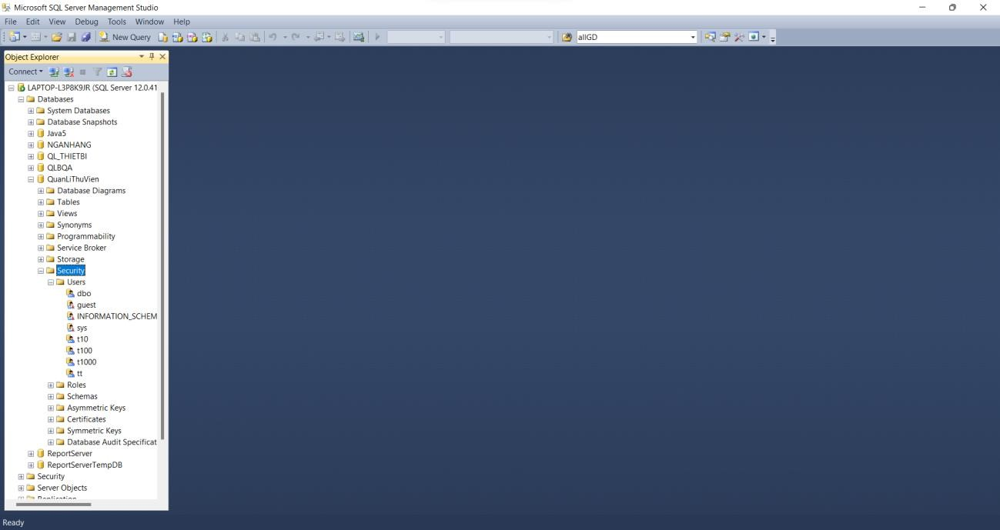 Microsoft SQL Server Management Studio
File Edit View Debug Tools Window Help
New Query allGD
Object Explorer
Connect
LAPTOP-L3P8K9JR (SQL Server 12.0.41
Databases
System Databases
Database Snapshots
Java5
NGANHANG
QL_THIETBI
QLBQA
QuanLiThuVien
Database Diagrams
Tables
Views
Synonyms
Programmability
Service Broker
Storage
Security
Users
dbo
guest
INFORMATION_SCHEM
sys
t10
t100
t1000
tt
Roles
Schemas
Asymmetric Keys
Certificates
Symmetric Keys
Database Audit Specificat
ReportServer
ReportServerTempDB
Security
Server Objects
Replication
Ready